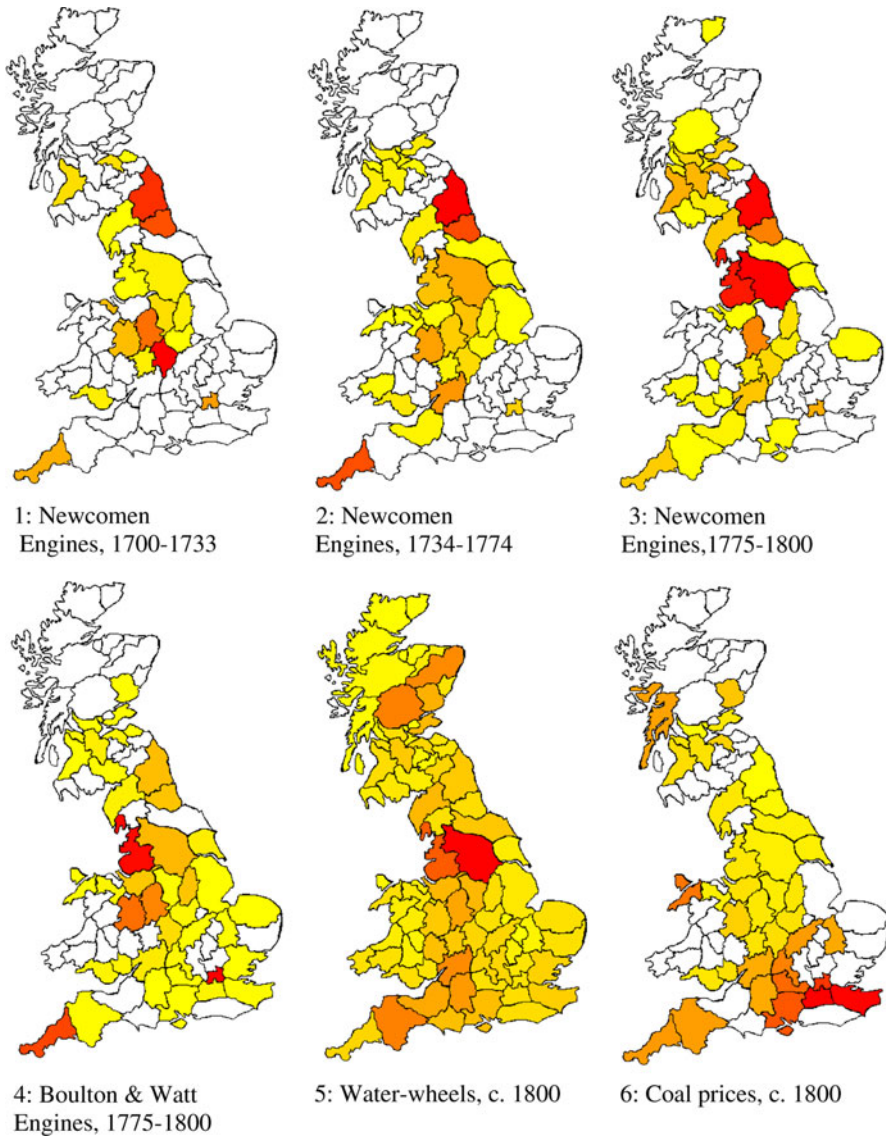 1: Newcomen
Engines, 1700-1733
2: Newcomen
Engines, 1734-1774
3: Newcomen
Engines,1775-1800
4: Boulton & Watt
Engines, 1775-1800
5: Water-wheels, c. 1800
6: Coal prices, c. 1800